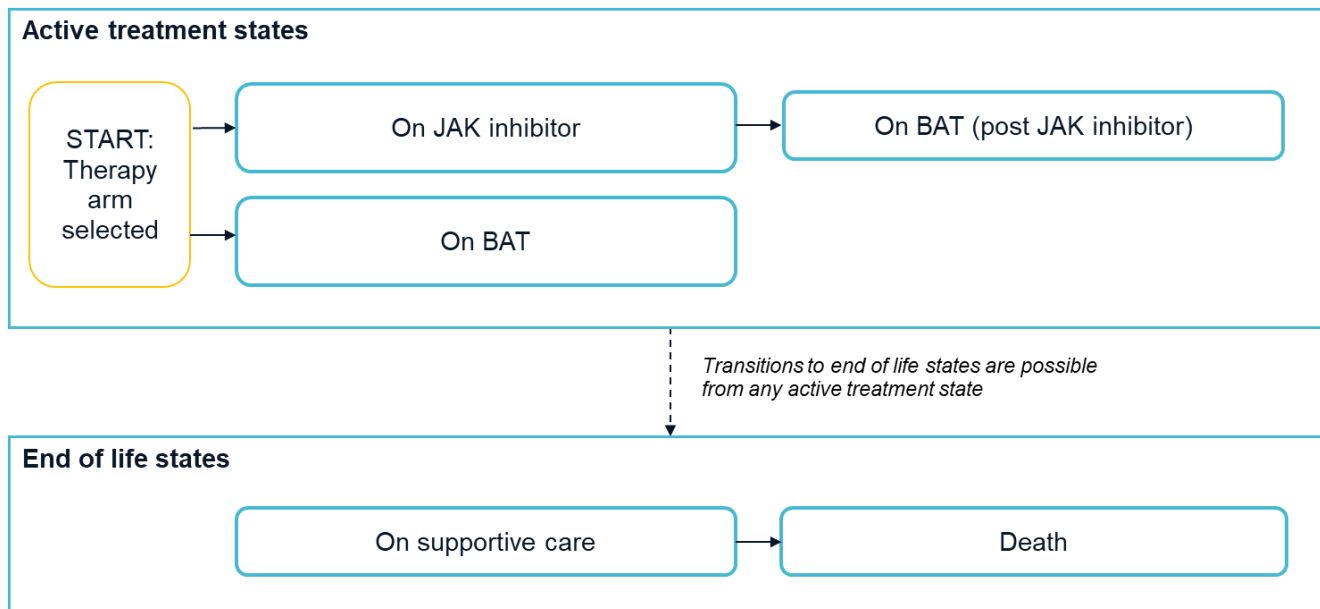 Active treatment states
START:
Therapy
arm
selected
On JAK inhibitor
On BAT (post JAK inhibitor)
On BAT
Transitions to end of life states are possible
from any active treatment state
End of life states
On supportive care
Death